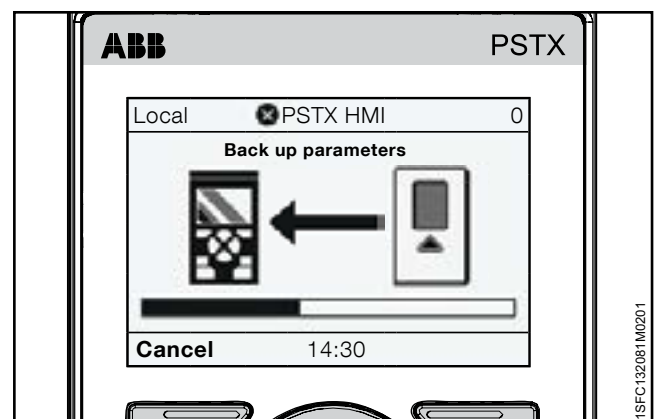 ABB PSTX
Local PSTX HMI 0
Back up parameters
Cancel 14:30
1SFC132081M0201